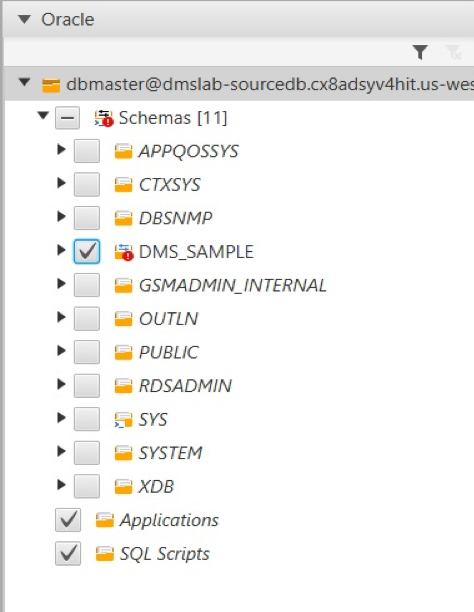 Oracle
dbmaster@dmslab-sourcedb.cx8adsyv4hit.us-wes
Schemas [11]
APPQOSSYS
CTXSYS
DBSNMP
DMS_SAMPLE
GSMADMIN_INTERNAL
OUTLN
PUBLIC
RDSADMIN
SYS
SYSTEM
XDB
Applications
SQL Scripts